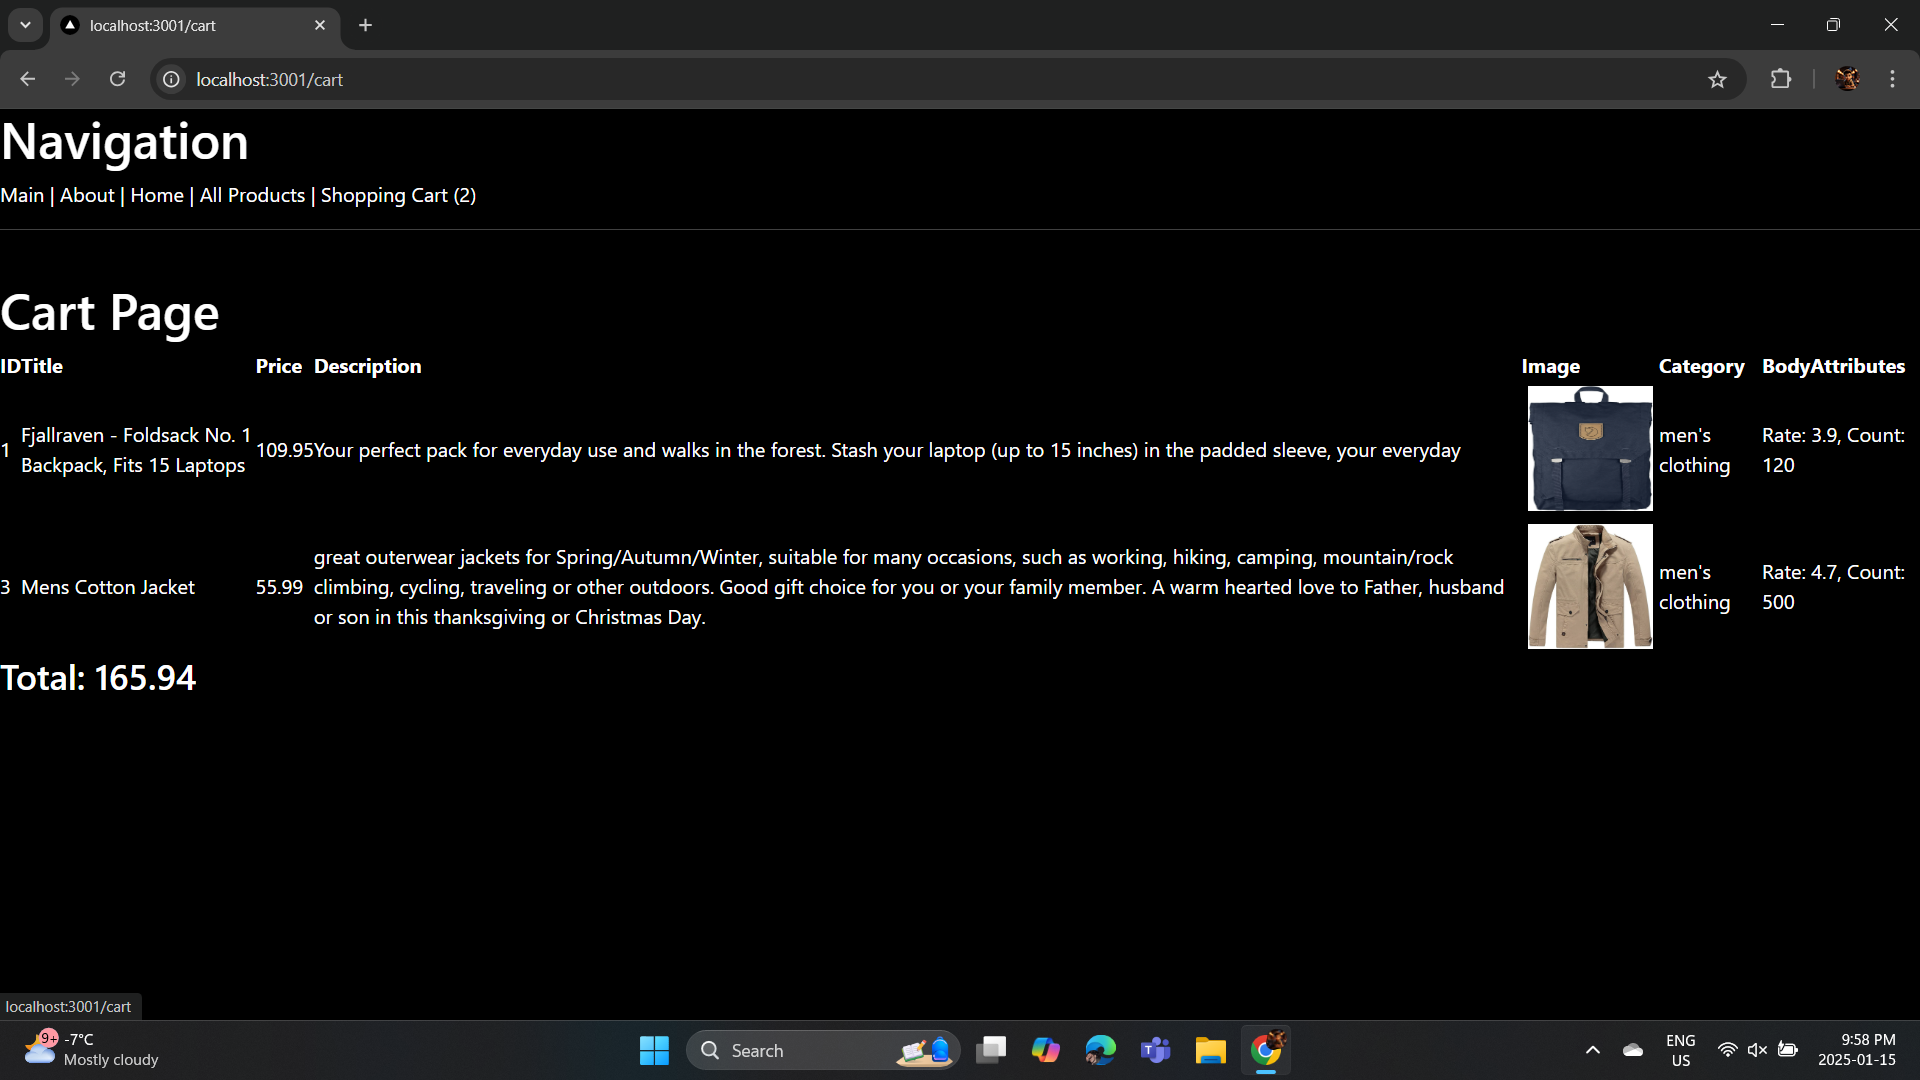 localhost:3001/cart
localhost:3001/cart
Navigation
Main | About | Home | All Products | Shopping Cart (2)
Cart Page
ID Title Price Description Image Category BodyAttributes
1 Fjallraven - Foldsack No. 1
Backpack, Fits 15 Laptops
109.95 Your perfect pack for everyday use and walks in the forest. Stash your laptop (up to 15 inches) in the padded sleeve, your everyday
men's
clothing
Rate: 3.9, Count:
120
3 Mens Cotton Jacket
55.99
great outerwear jackets for Spring/Autumn/Winter, suitable for many occasions, such as working, hiking, camping, mountain/rock
climbing, cycling, traveling or other outdoors. Good gift choice for you or your family member. A warm hearted love to Father, husband
or son in this thanksgiving or Christmas Day.
men's
clothing
Rate: 4.7, Count:
500
Total: 165.94
localhost:3001/cart
9+
-7°C
Mostly cloudy
Search
ENG
US
9:58 PM
2025-01-15